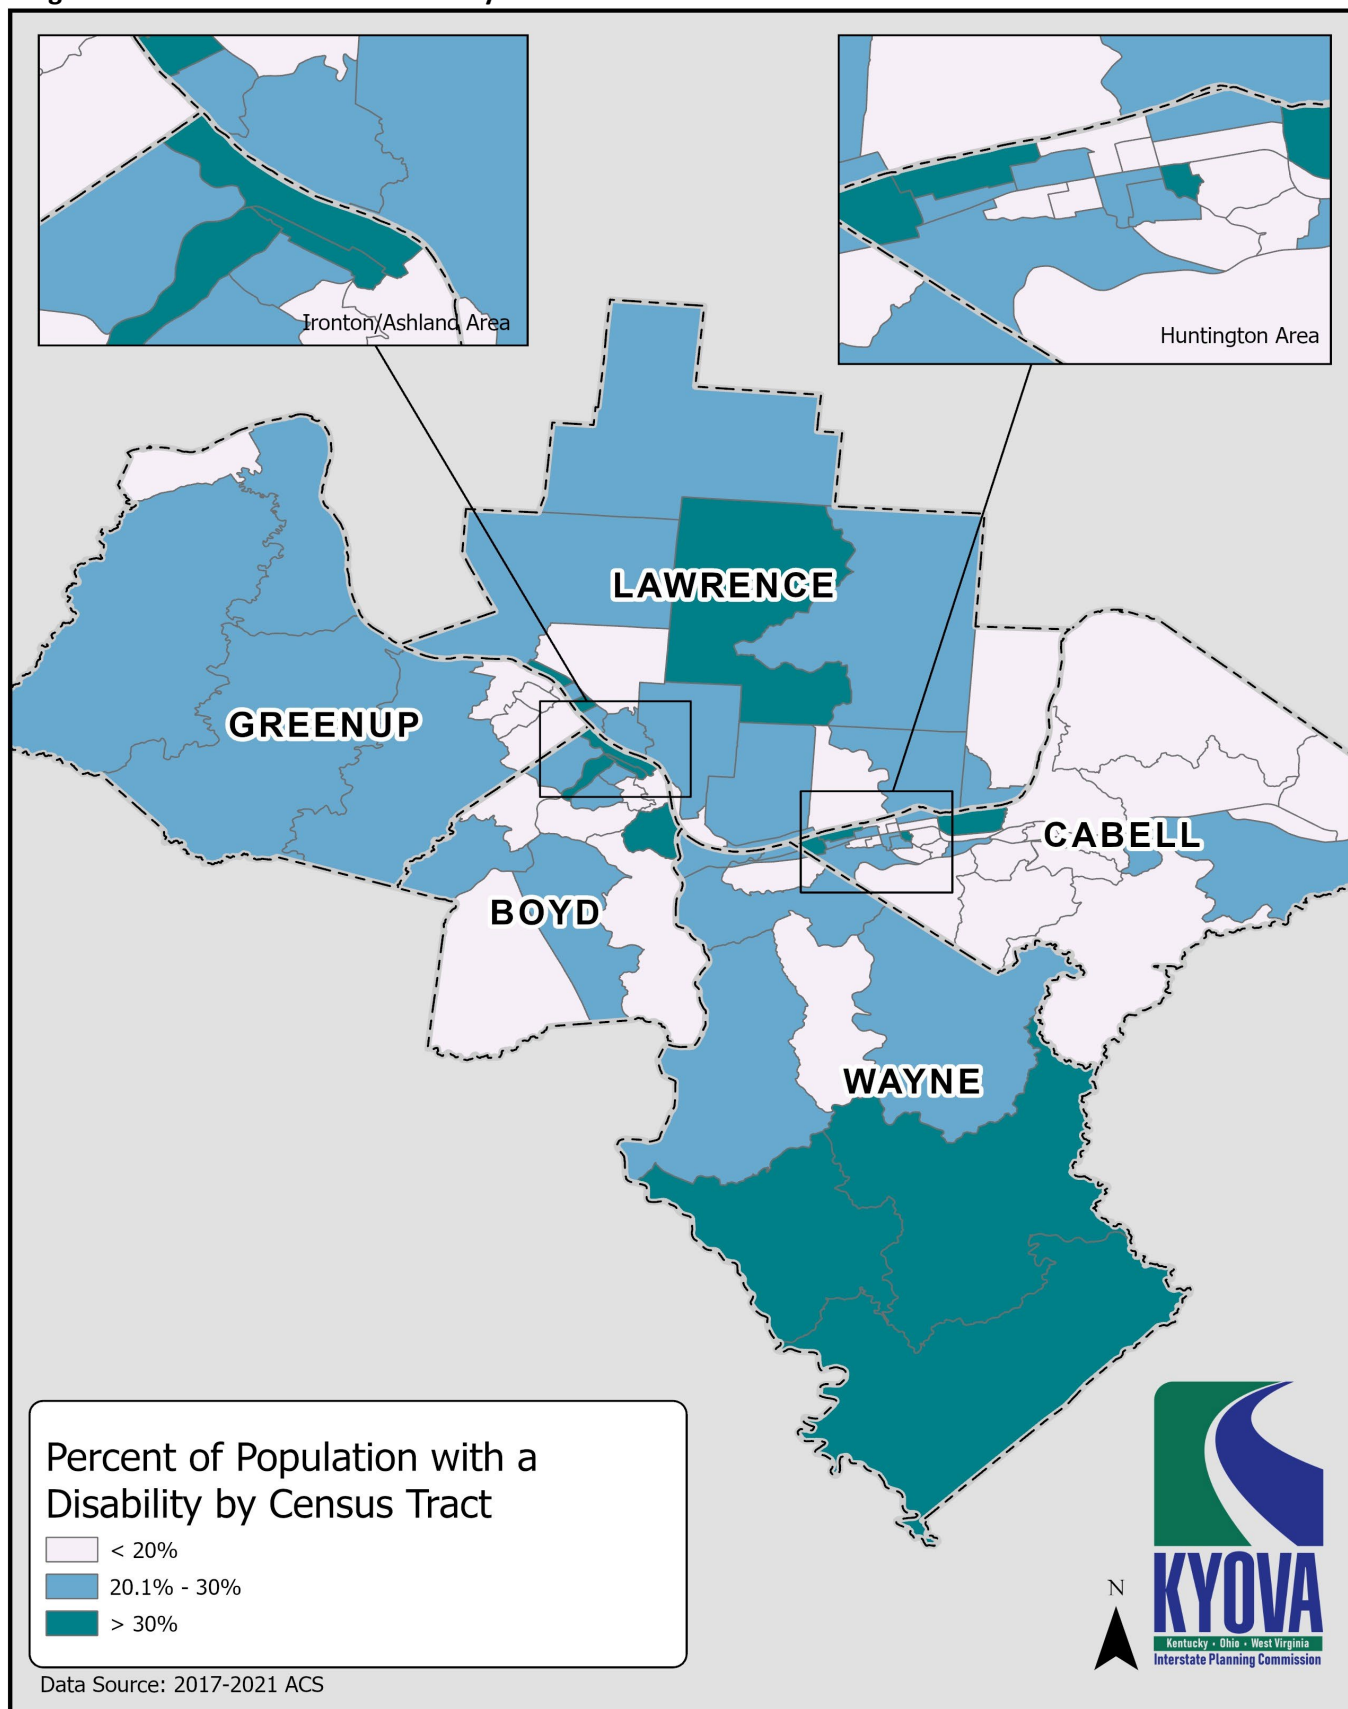 Ironton/Ashland Area
Huntington Area
LAWRENCE
GREENUP
CABELL
BOYD
WAYNE
Percent of Population with a
Disability by Census Tract
< 20%
20.1% - 30%
> 30%
Data Source: 2017-2021 ACS
N
KYOVA
Kentucky • Ohio • West Virginia
Interstate Planning Commission